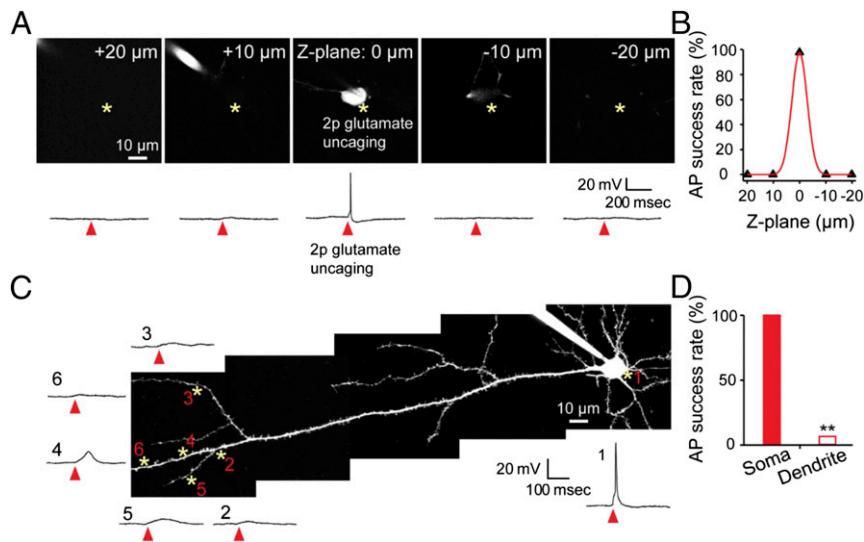 A
+20 µm
+10 µm
Z-plane: 0 µm
-10 µm
-20 µm
*
*
*
*
*
10 µm
2p glutamate
uncaging
20 mV
200 msec
2p glutamate
uncaging
B
AP success rate (%)
100
80
60
40
20
0
20 10 0 -10 -20
Z-plane (µm)
C
3
6
4
5
2
1
3
4
6
2
5
*
*
*
*
*
*
1
10 µm
20 mV
100 msec
D
AP success rate (%)
100
50
0
**
Soma
Dendrite